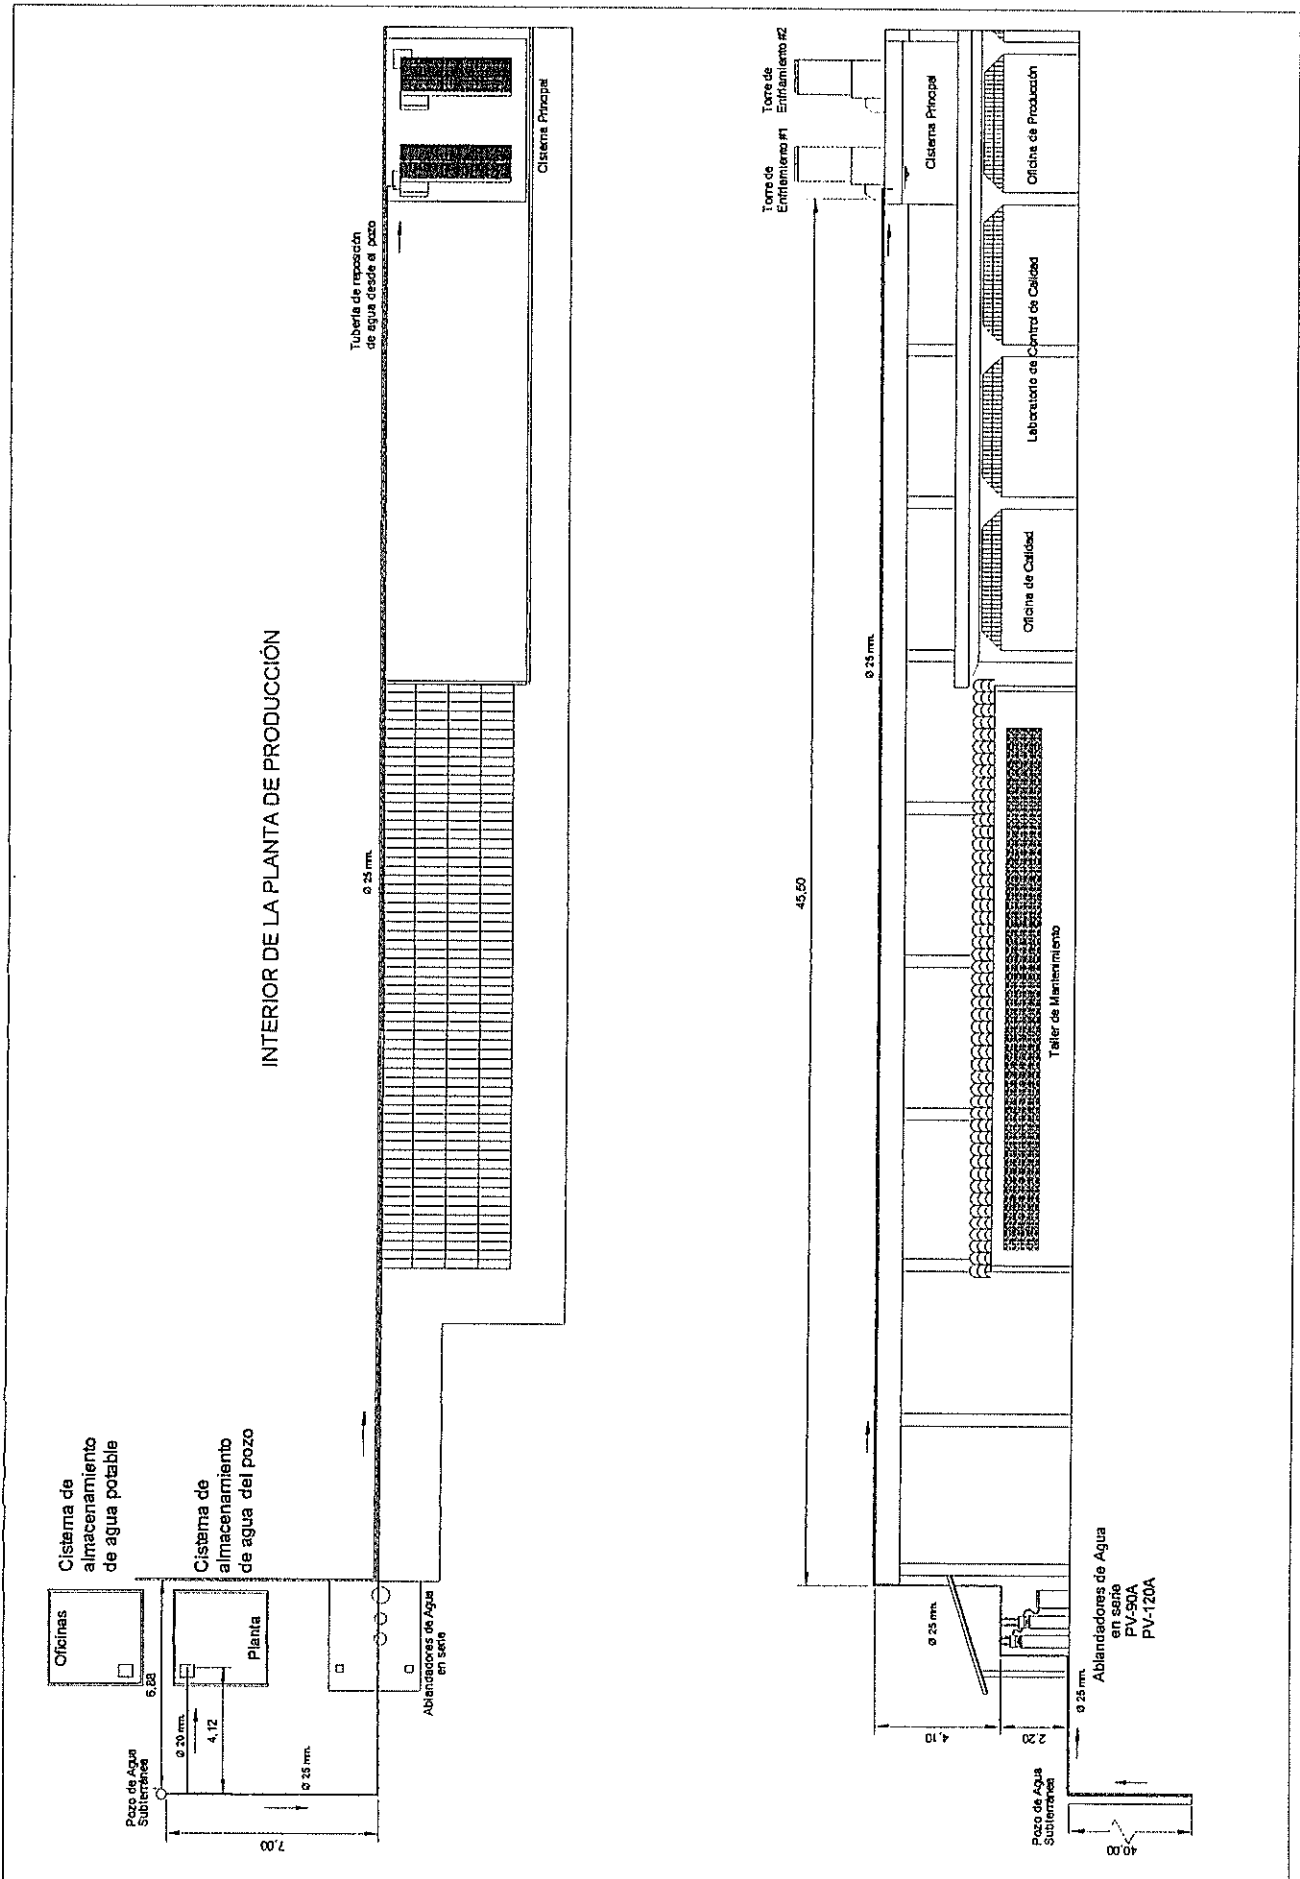 INTERIOR DE LA PLANTA DE PRODUCCIÓN
Cisterna de
almacenamiento
de agua potable
Oficinas
Cisterna de
almacenamiento
de agua del pozo
Planta
6,88
Pozo de Agua
Subterránea
Ø 20 mm.
4,12
Ø 25 mm.
7,00
Ablandadores de Agua
en serie
Ø 25 mm.
Tubería de reposición
de agua desde el pozo
Cisterna Principal
Torre de
Enfriamiento #1
Torre de
Enfriamiento #2
Cisterna Principal
45,50
Ø 25 mm.
Ø 25 mm.
4,10
2,20
Pozo de Agua
Subterránea
40,00
Ø 25 mm.
Ablandadores de Agua
en serie
PV-90A
PV-120A
Taller de Mantenimiento
Oficina de Calidad
Laboratorio de Control de Calidad
Oficina de Producción